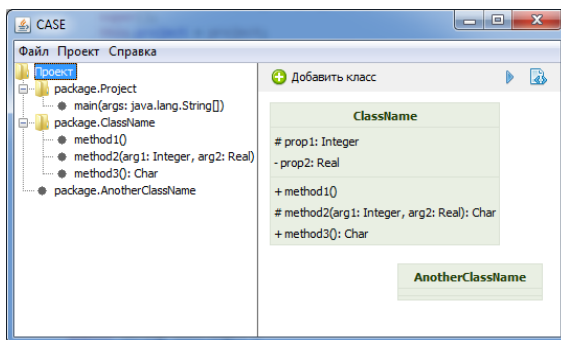 CASE
Файл Проект Справка
Проект
package.Project
main(args: java.lang.String[])
package.ClassName
method1()
method2(arg1: Integer, arg2: Real)
method3(): Char
package.AnotherClassName
Добавить класс
ClassName
# prop1: Integer
- prop2: Real
+ method1()
# method2(arg1: Integer, arg2: Real): Char
+ method3(): Char
AnotherClassName